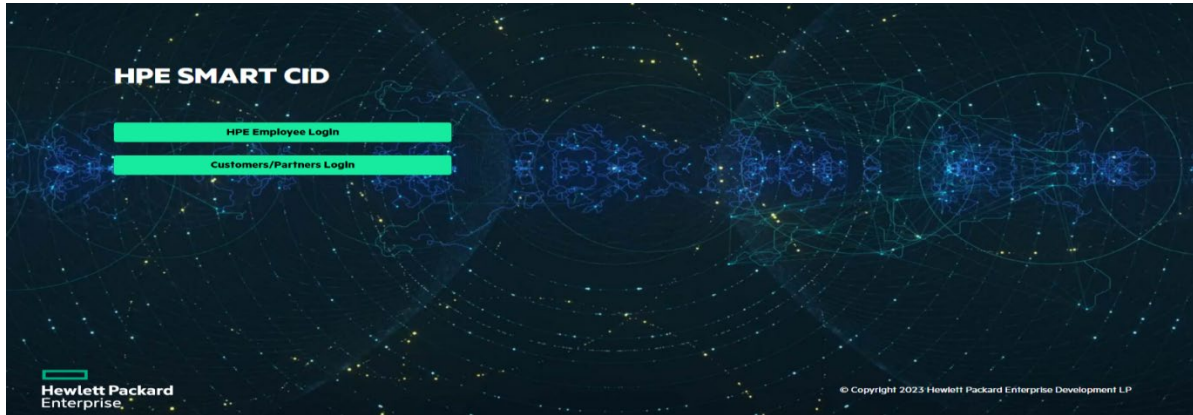 HPE SMART CID
HPE Employee Login
Customers/Partners Login
Hewlett Packard
Enterprise
© Copyright 2023 Hewlett Packard Enterprise Development LP